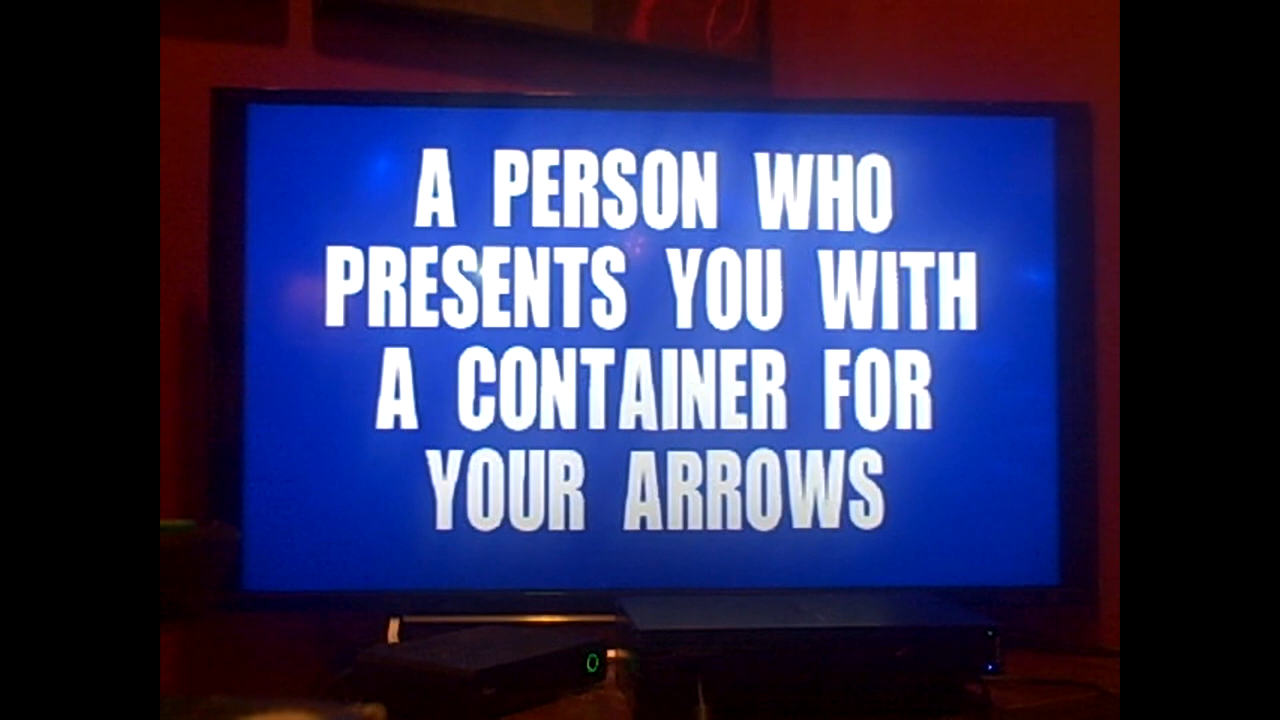 A PERSON WHO
PRESENTS YOU WITH
A CONTAINER FOR
YOUR ARROWS